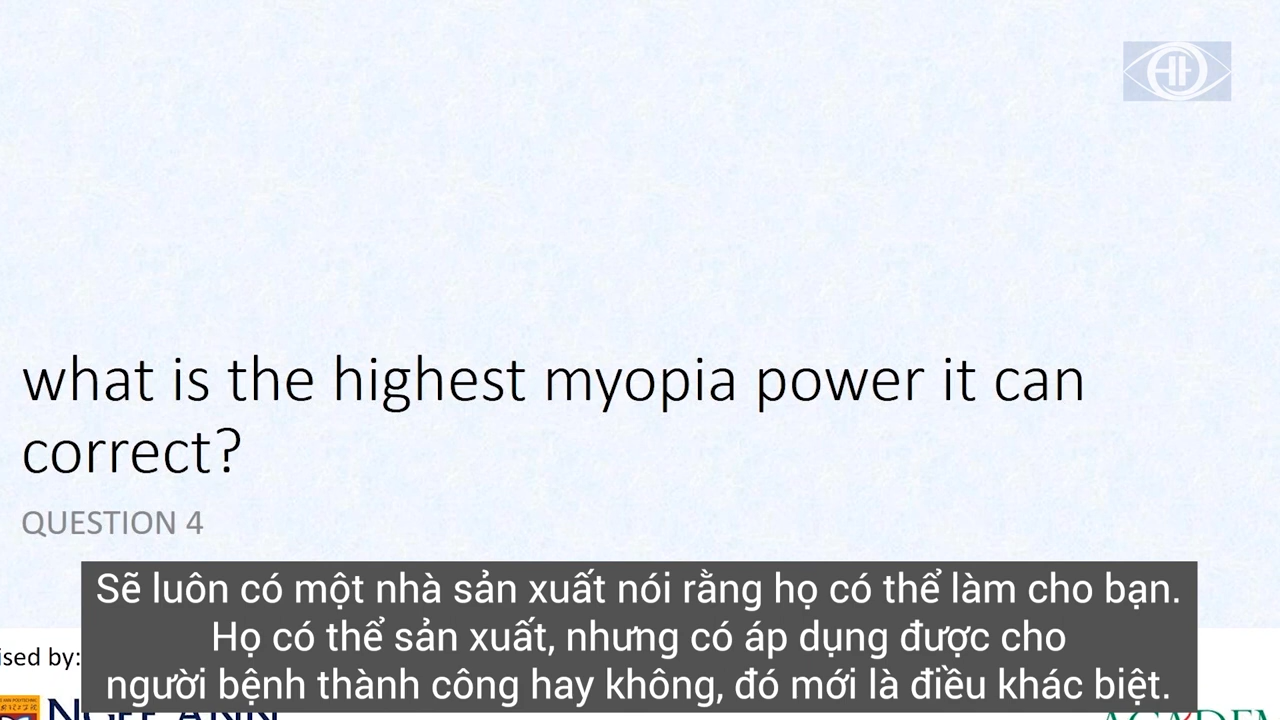 what is the highest myopia power it can
correct?
QUESTION 4
Sẽ luôn có một nhà sản xuất nói rằng họ có thể làm cho bạn.
Họ có thể sản xuất, nhưng có áp dụng được cho
người bệnh thành công hay không, đó mới là điều khác biệt.
ised by: